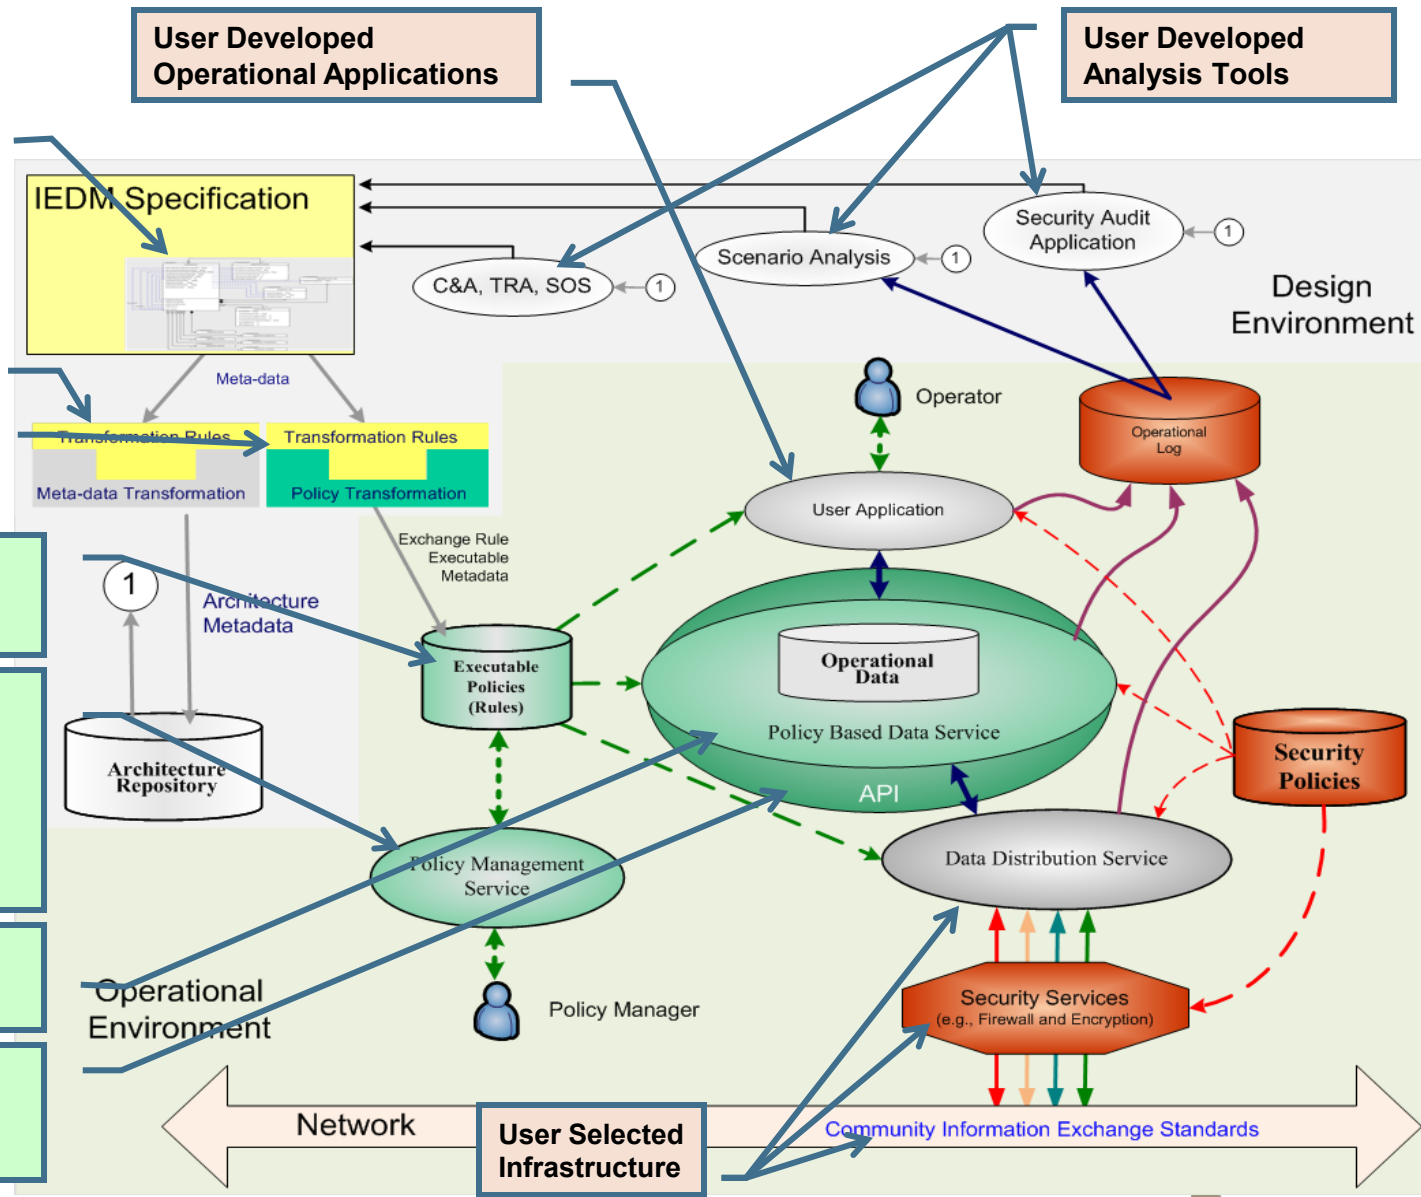 User Developed
Operational Applications
User Developed
Analysis Tools
IEDM Specification
Security Audit
Application
1
Scenario Analysis
1
C&A, TRA, SOS
1
Design
Environment
Meta-data
Operator
Operational
Log
Transformation Rules
Transformation Rules
Meta-data Transformation
Policy Transformation
User Application
Exchange Rule
Executable
Metadata
1
Architecture
Metadata
Executable
Policies
(Rules)
Operational
Data
Policy Based Data Service
API
Security
Policies
Architecture
Repository
Policy Management
Service
Data Distribution Service
Operational
Environment
Policy Manager
Security Services
(e.g., Firewall and Encryption)
Network
User Selected
Infrastructure
Community Information Exchange Standards